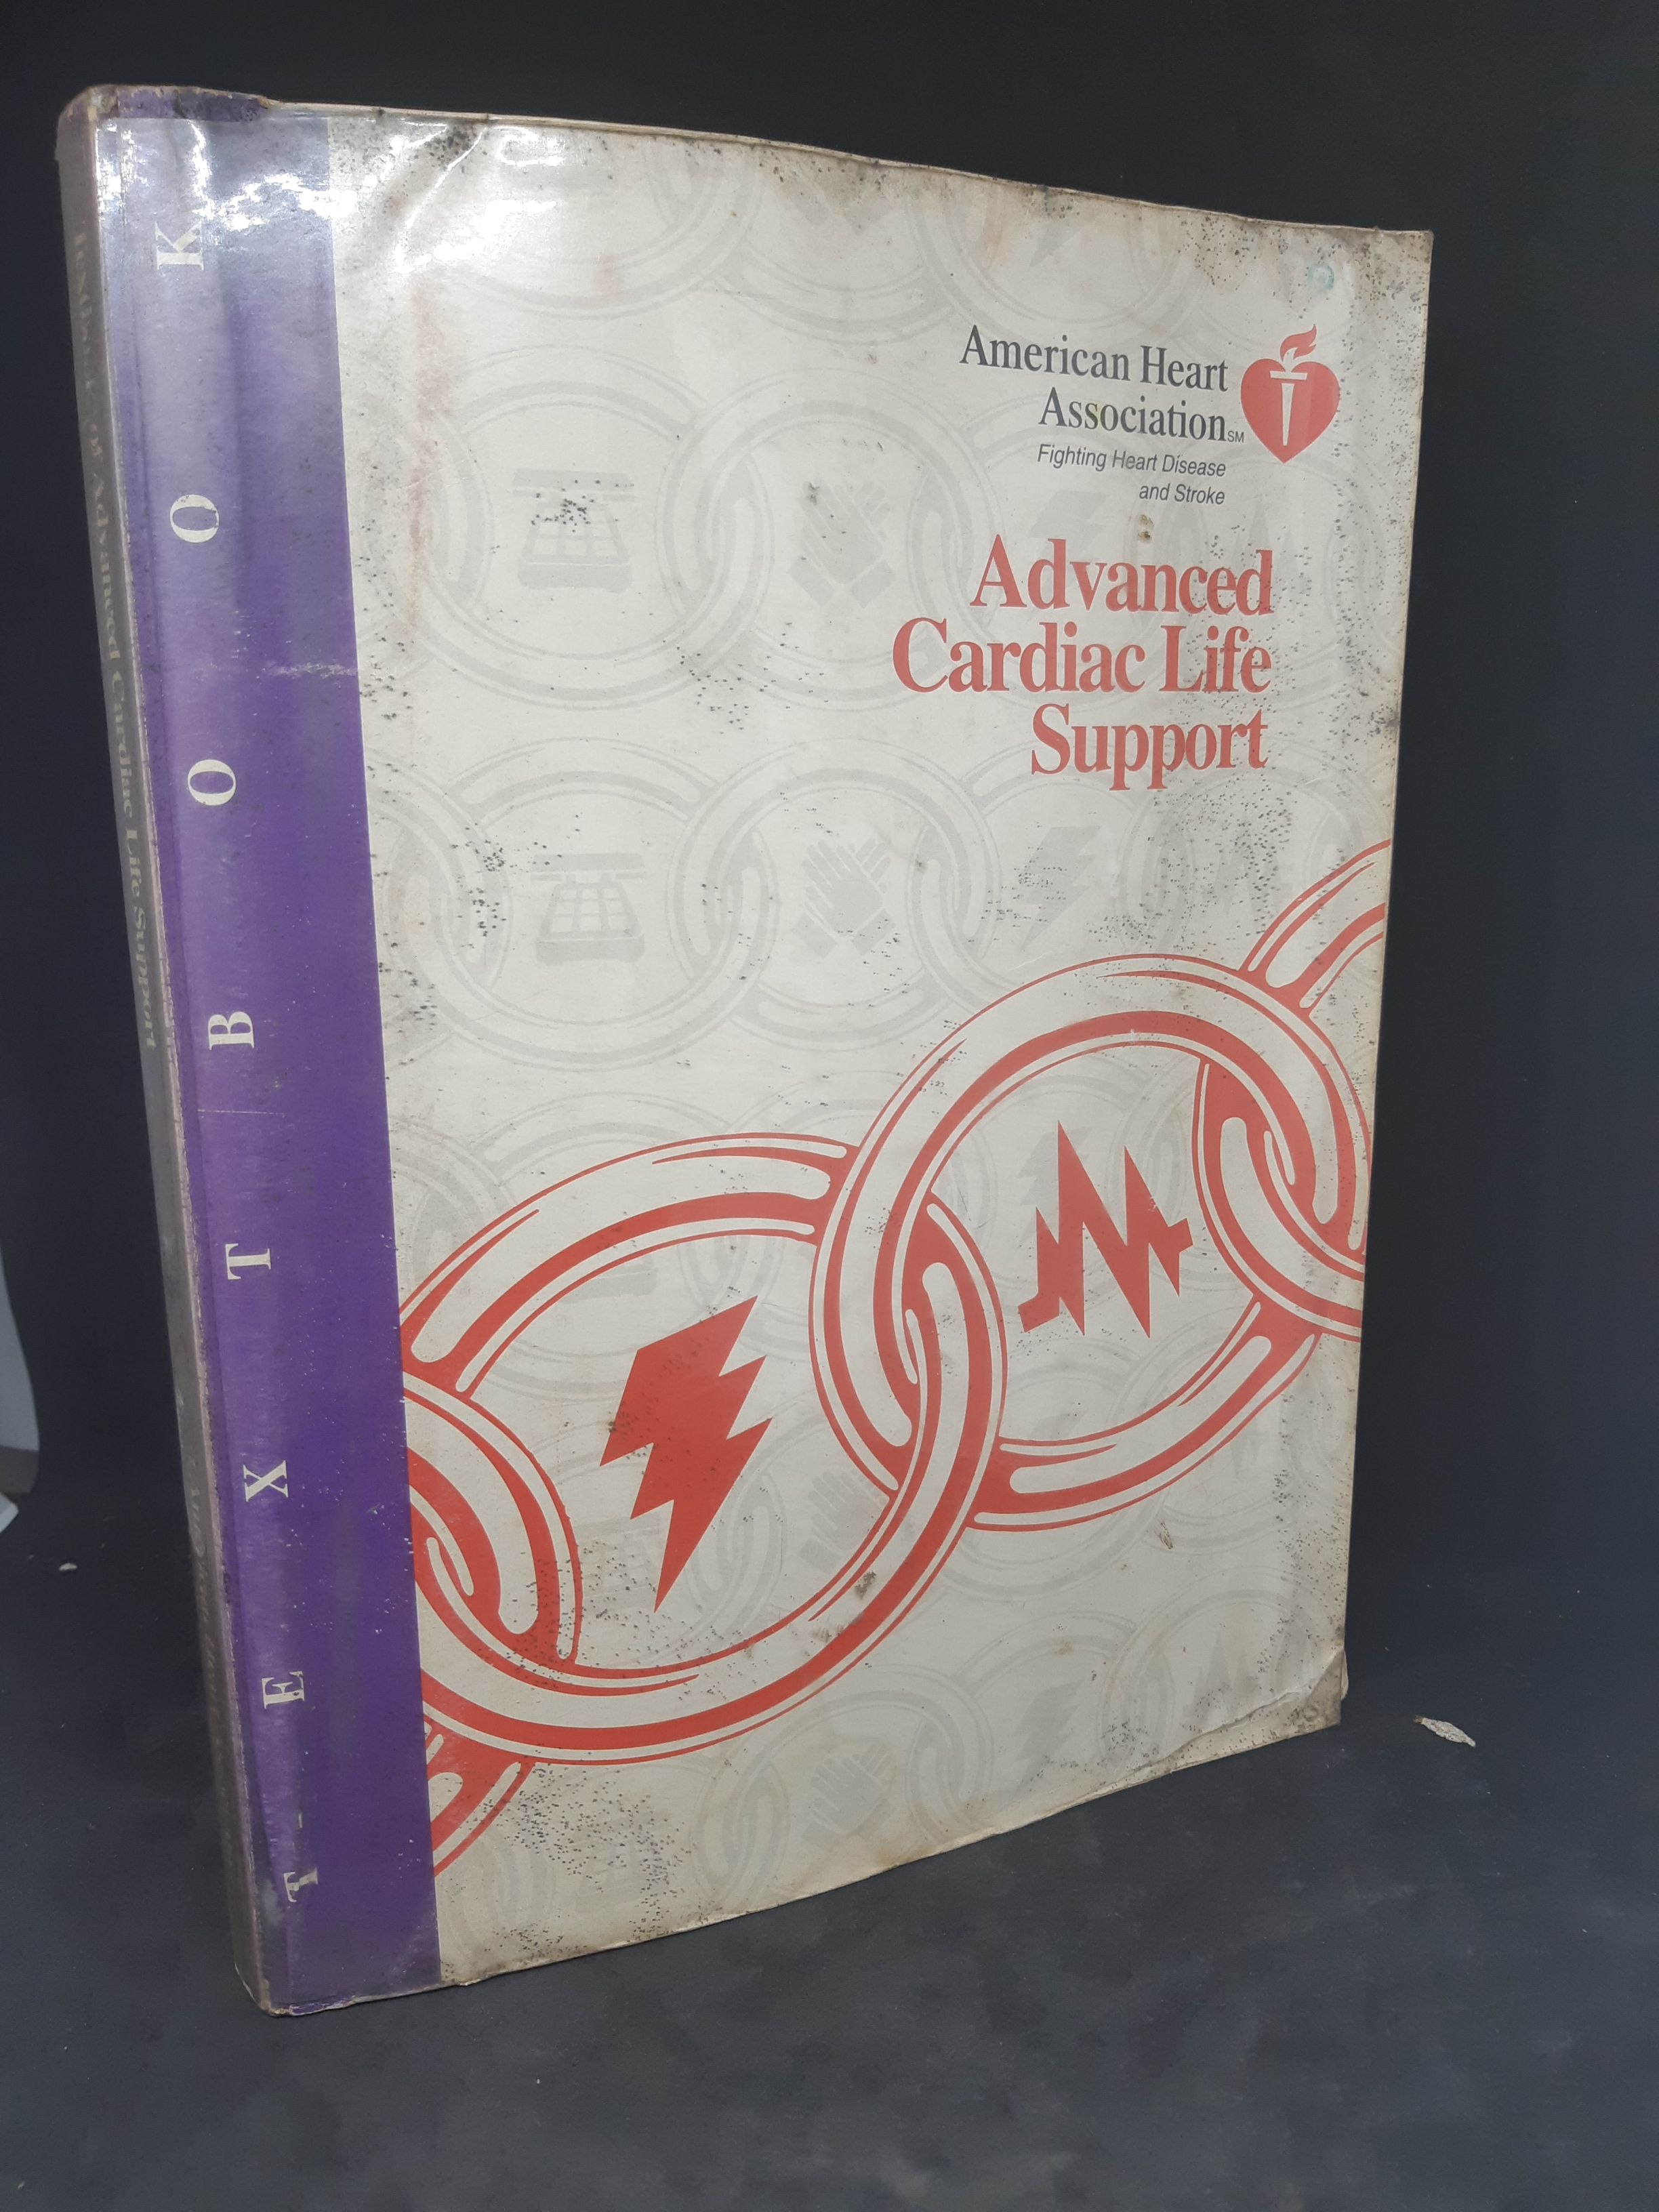 American Heart
Association SM
Fighting Heart Disease
and Stroke
Advanced
Cardiac Life
Support
TEXTBOOK
Textbook of Advanced Cardiac Life Support